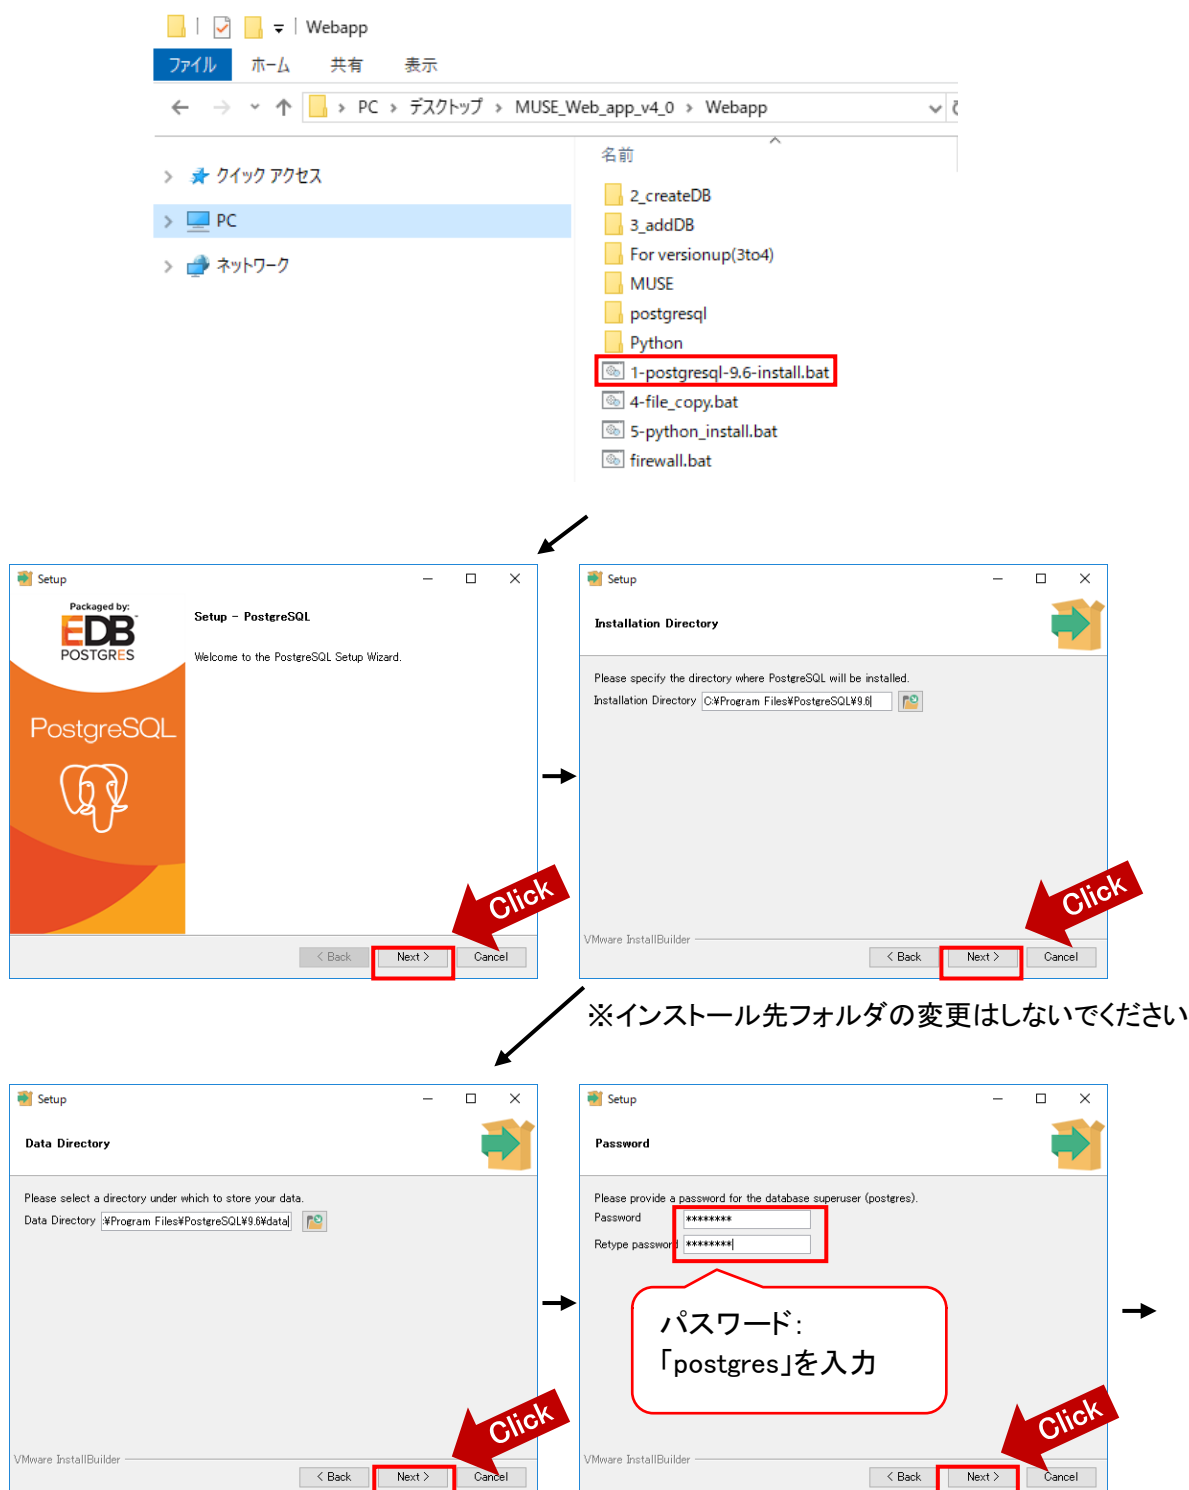 Webapp
ファイル ホーム 共有 表示
PC > デスクトップ > MUSE_Web_app_v4_0 > Webapp
クイック アクセス
PC
ネットワーク
名前
2_createDB
3_addDB
For versionup(3to4)
MUSE
postgresql
Python
1-postgresql-9.6-install.bat
4-file_copy.bat
5-python_install.bat
firewall.bat
Setup
Packaged by:
EDB
POSTGRES
PostgreSQL
Setup - PostgreSQL
Welcome to the PostgreSQL Setup Wizard.
Click
< Back Next > Cancel
Setup
Installation Directory
Please specify the directory where PostgreSQL will be installed.
Installation Directory C:¥Program Files¥PostgreSQL¥9.6
Click
VMware InstallBuilder
< Back Next > Cancel
※インストール先フォルダの変更はしないでください
Setup
Data Directory
Please select a directory under which to store your data.
Data Directory :¥Program Files¥PostgreSQL¥9.6¥data
Click
VMware InstallBuilder
< Back Next > Cancel
Setup
Password
Please provide a password for the database superuser (postgres).
Password ********
Retype password ********
パスワード:
「postgres」を入力
Click
VMware InstallBuilder
< Back Next > Cancel